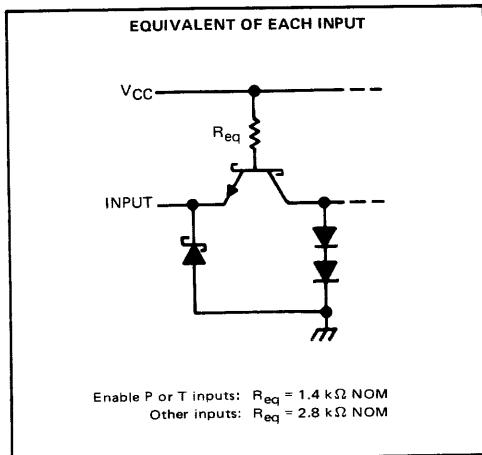 EQUIVALENT OF EACH INPUT
VCC
Req
INPUT
Enable P or T inputs: Req = 1.4 kΩ NOM
Other inputs: Req = 2.8 kΩ NOM